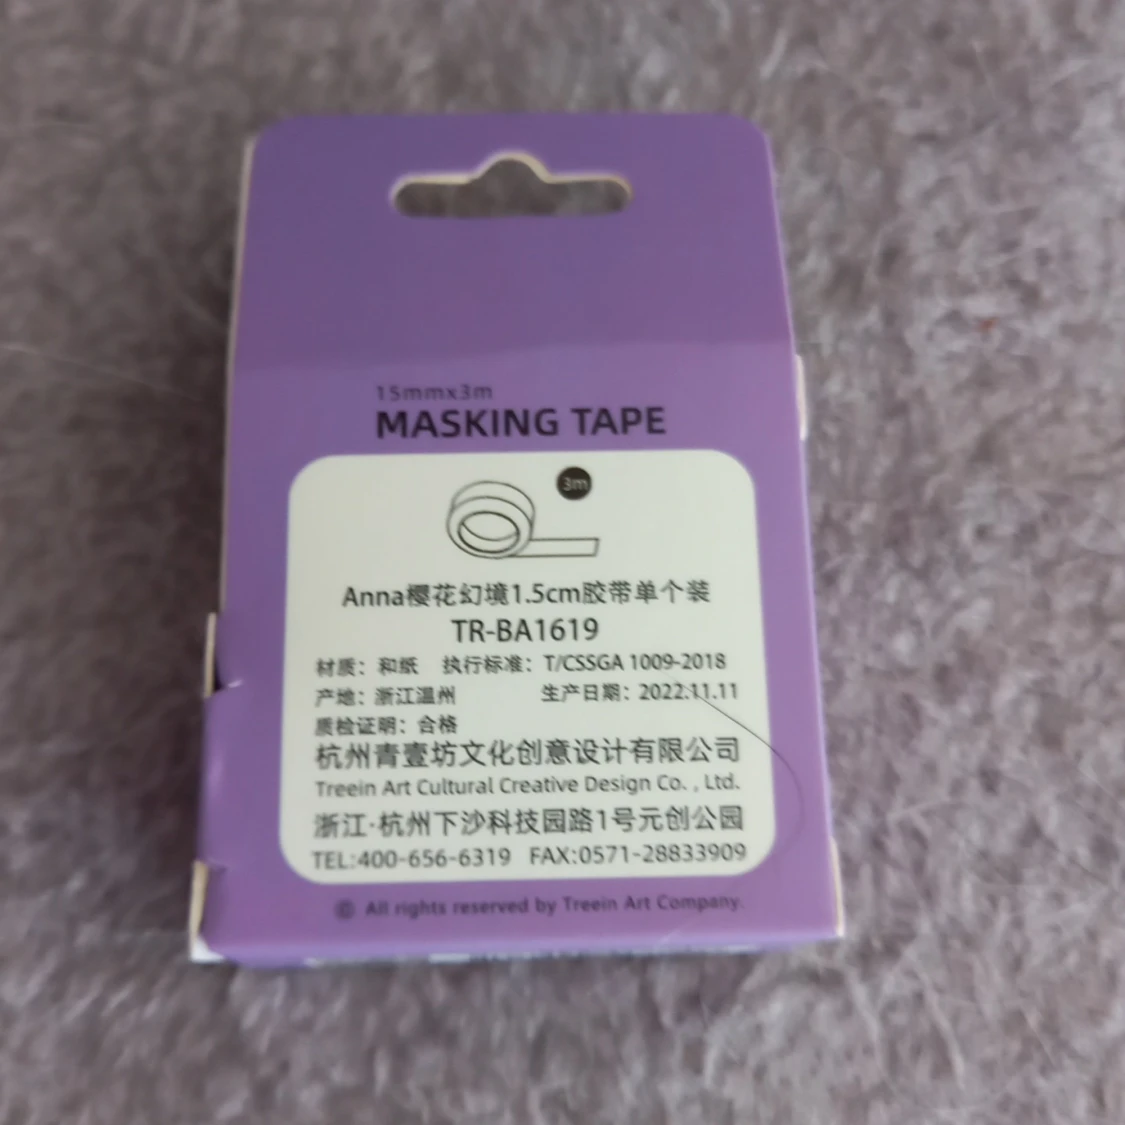 15mmx3m
MASKING TAPE
3m
Anna樱花幻境1.5cm胶带单个装
TR-BA1619
材质：和纸 执行标准：T/CSSGA 1009-2018
产地：浙江温州 生产日期：2022.11.11
质检证明：合格
杭州青壹坊文化创意设计有限公司
Treein Art Cultural Creative Design Co. , Ltd.
浙江·杭州下沙科技园路1号元创公园
TEL:400-656-6319 FAX:0571-28833909
© All rights reserved by Treein Art Company.